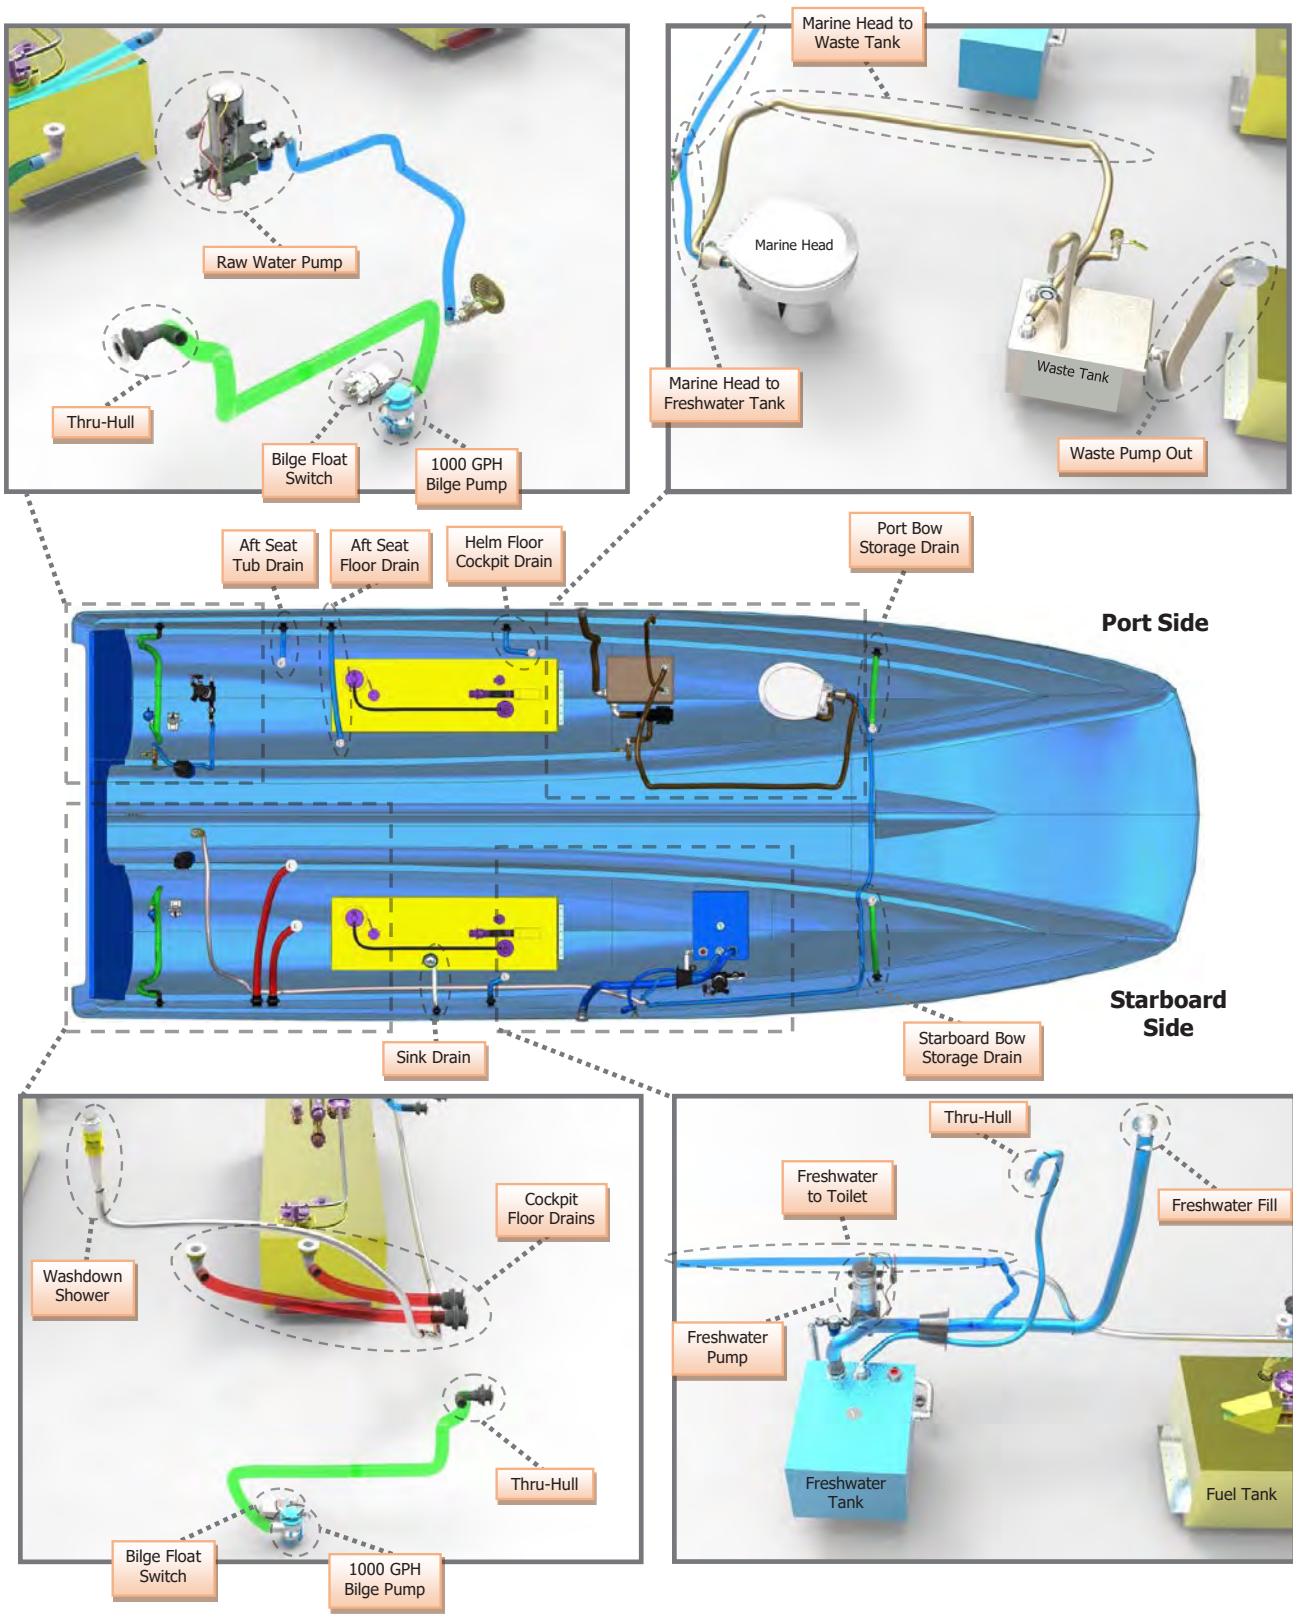 Marine Head to
Waste Tank
Raw Water Pump
Marine Head
Thru-Hull
Bilge Float
Switch
1000 GPH
Bilge Pump
Marine Head to
Freshwater Tank
Waste Tank
Waste Pump Out
Aft Seat
Tub Drain
Aft Seat
Floor Drain
Helm Floor
Cockpit Drain
Port Bow
Storage Drain
Port Side
Starboard
Side
Sink Drain
Starboard Bow
Storage Drain
Washdown
Shower
Cockpit
Floor Drains
Thru-Hull
Bilge Float
Switch
1000 GPH
Bilge Pump
Thru-Hull
Freshwater
to Toilet
Freshwater Fill
Freshwater
Pump
Freshwater
Tank
Fuel Tank